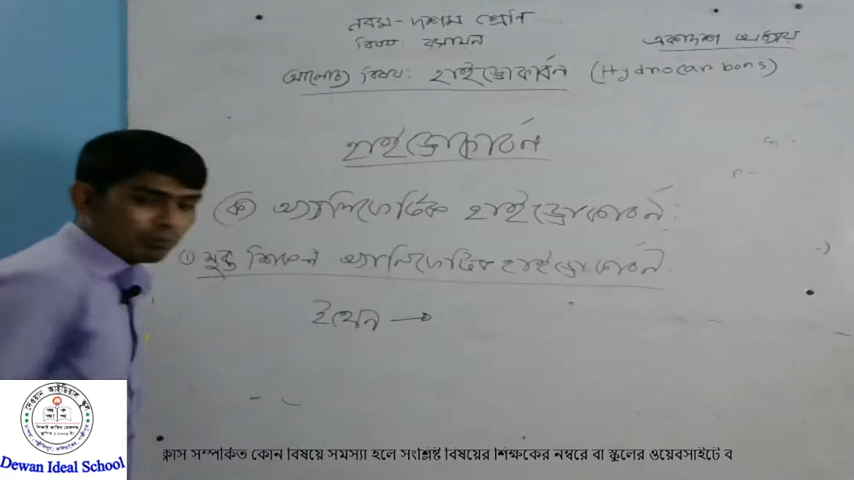 নবম-দশম শ্রেণি
বিষয়: রসায়ন
একাদশ অধ্যায়
আলোচ্য বিষয়: হাইড্রোকার্বন (Hydrocarbons)
হাইড্রোকার্বন
(ক) অ্যালিফেটিক হাইড্রোকার্বন:
① মুক্ত শিকল অ্যালিফেটিক হাইড্রোকার্বন
ইথেন →
Dewan Ideal School
ক্লাস সম্পর্কিত কোন বিষয়ে সমস্যা হলে সংশ্লিষ্ট বিষয়ের শিক্ষকের নম্বরে বা স্কুলের ওয়েবসাইটে ব